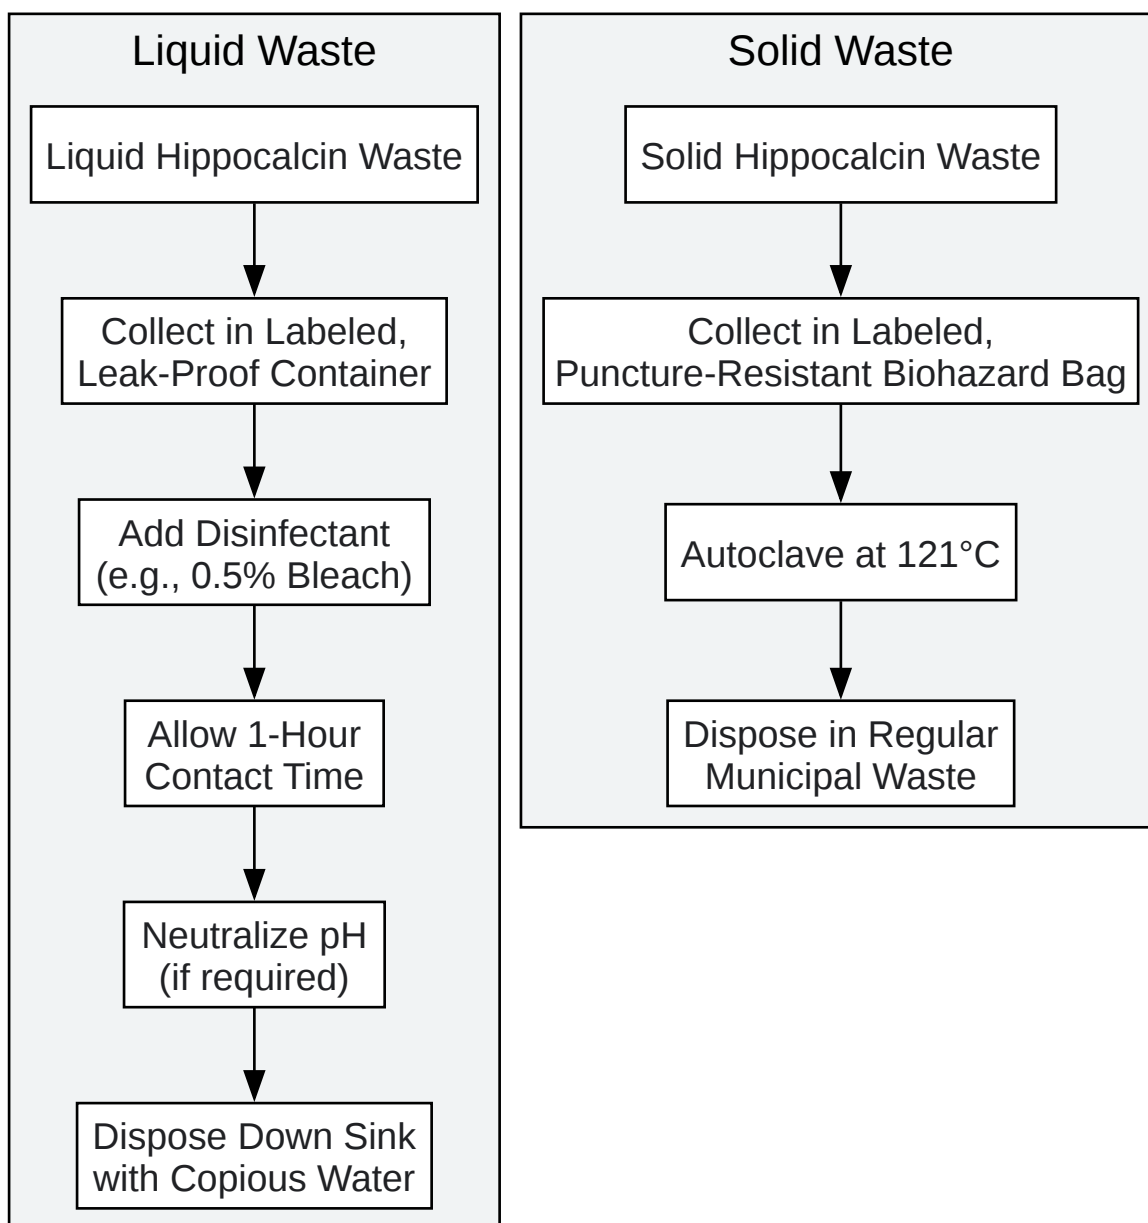 Liquid Waste
Liquid Hippocalcin Waste
Collect in Labeled,
Leak-Proof Container
Add Disinfectant
(e.g., 0.5% Bleach)
Allow 1-Hour
Contact Time
Neutralize pH
(if required)
Dispose Down Sink
with Copious Water
Solid Waste
Solid Hippocalcin Waste
Collect in Labeled,
Puncture-Resistant Biohazard Bag
Autoclave at 121°C
Dispose in Regular
Municipal Waste